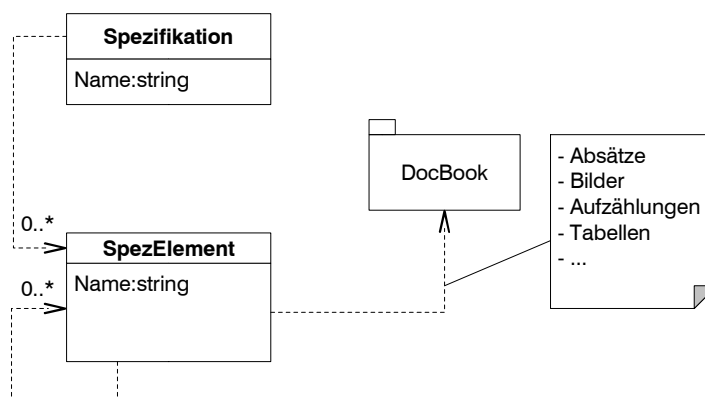 Spezifikation
Name:string
0..*
SpezElement
Name:string
0..*
DocBook
- Absätze
- Bilder
- Aufzählungen
- Tabellen
- ...